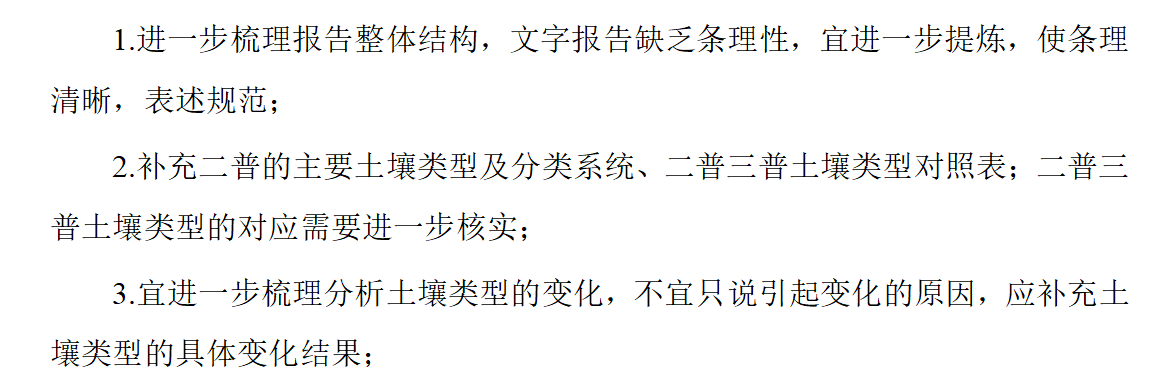 1.进一步梳理报告整体结构，文字报告缺乏条理性，宜进一步提炼，使条理
清晰，表述规范；
2.补充二普的主要土壤类型及分类系统、二普三普土壤类型对照表；二普三
普土壤类型的对应需要进一步核实；
3.宜进一步梳理分析土壤类型的变化，不宜只说引起变化的原因，应补充土
壤类型的具体变化结果；